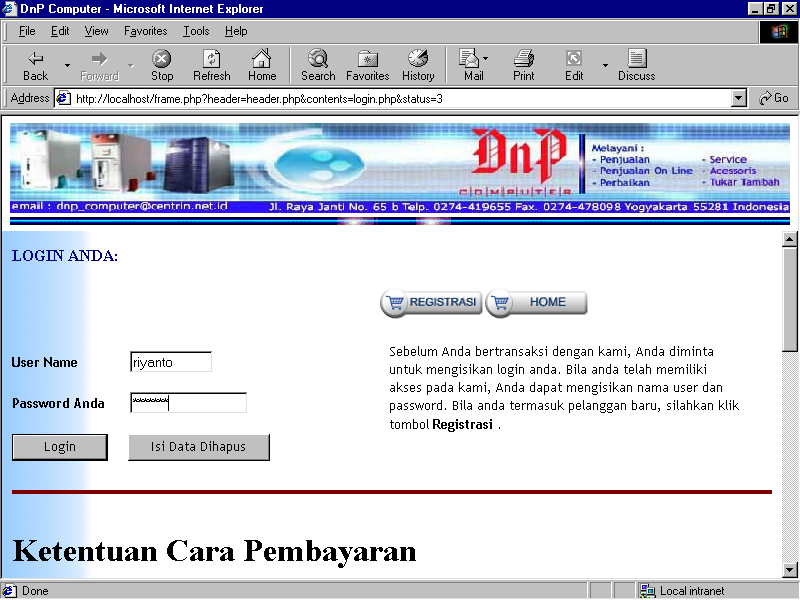 DnP Computer - Microsoft Internet Explorer
File Edit View Favorites Tools Help
Back Forward Stop Refresh Home Search Favorites History Mail Print Edit Discuss
Address http://localhost/frame.php?header=header.php&contents=login.php&status=3 Go
DnP
COMPUTER
Melayani :
- Penjualan - Service
- Penjualan On Line - Acessoris
- Perbaikan - Tukar Tambah
email : dnp_computer@centrin.net.id Jl. Raya Janti No. 65 b Telp. 0274-419655 Fax. 0274-478098 Yogyakarta 55281 Indonesia
LOGIN ANDA:
REGISTRASI HOME
User Name riyanto
Password Anda *******
Login Isi Data Dihapus
Sebelum Anda bertransaksi dengan kami, Anda diminta
untuk mengisikan login anda. Bila anda telah memiliki
akses pada kami, Anda dapat mengisikan nama user dan
password. Bila anda termasuk pelanggan baru, silahkan klik
tombol Registrasi .
Ketentuan Cara Pembayaran
Done Local intranet